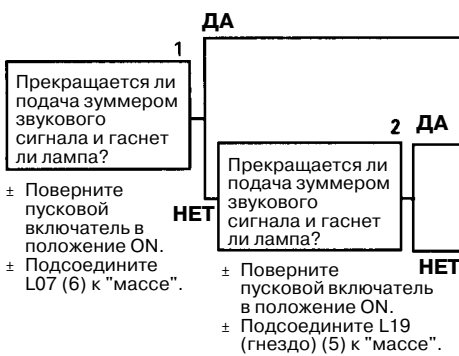 ДА
1
Прекращается ли
подача зуммером
звукового
сигнала и гаснет
ли лампа?
± Поверните
пусковой
включатель в
положение ON.
± Подсоедините
L07 (6) к "массе".
НЕТ
2 ДА
Прекращается ли
подача зуммером
звукового
сигнала и гаснет
ли лампа?
НЕТ
± Поверните
пусковой включатель
в положение ON.
± Подсоедините L19
(гнездо) (5) к "массе".